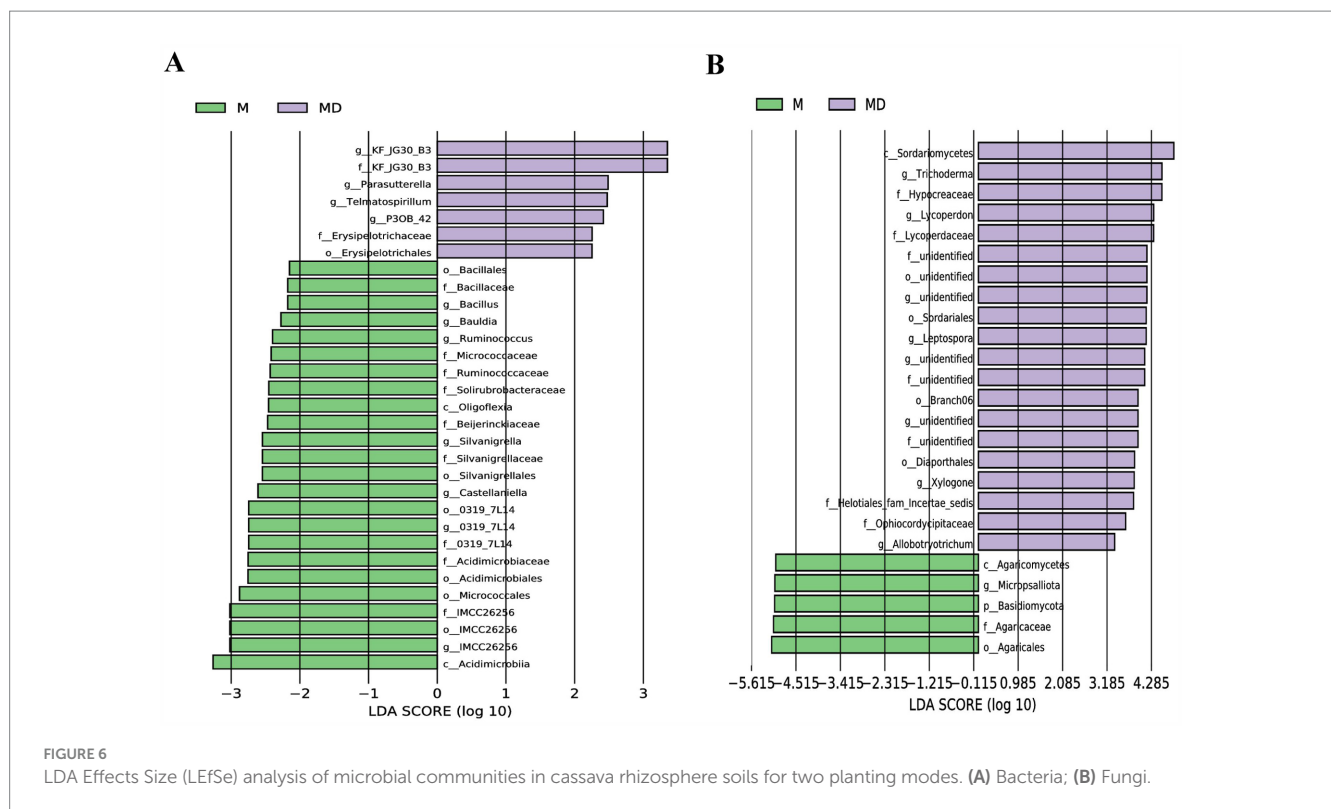 A
M MD
g__KF_JG30_B3
f__KF_JG30_B3
g__Parasutterella
g__Telmatospirillum
g__P3OB_42
f__Erysipelotrichaceae
o__Erysipelotrichales
o__Bacillales
f__Bacillaceae
g__Bacillus
g__Bauldia
g__Ruminococcus
f__Micrococcaceae
f__Ruminococcaceae
f__Solirubrobacteraceae
c__Oligoflexia
f__Beijerinckiaceae
g__Silvanigrella
f__Silvanigrellaceae
o__Silvanigrellales
g__Castellaniella
o__0319_7L14
g__0319_7L14
f__0319_7L14
f__Acidimicrobiaceae
o__Acidimicrobiales
o__Micrococcales
f__IMCC26256
o__IMCC26256
g__IMCC26256
c__Acidimicrobiia
−3 −2 −1 0 1 2 3
LDA SCORE (log 10)
B
M MD
c__Sordariomycetes
g__Trichoderma
f__Hypocreaceae
g__Lycoperdon
f__Lycoperdaceae
f__unidentified
o__unidentified
g__unidentified
o__Sordariales
g__Leptospora
g__unidentified
f__unidentified
o__Branch06
g__unidentified
f__unidentified
o__Diaporthales
g__Xylogone
f__Helotiales_fam_Incertae_sedis
f__Ophiocordycipitaceae
g__Allobotryotrichum
c__Agaricomycetes
g__Micropsalliota
p__Basidiomycota
f__Agaricaceae
o__Agaricales
−5.615 −4.515 −3.415 −2.315 −1.215 −0.115 0.985 2.085 3.185 4.285
LDA SCORE (log 10)
FIGURE 6
LDA Effects Size (LEfSe) analysis of microbial communities in cassava rhizosphere soils for two planting modes. (A) Bacteria; (B) Fungi.